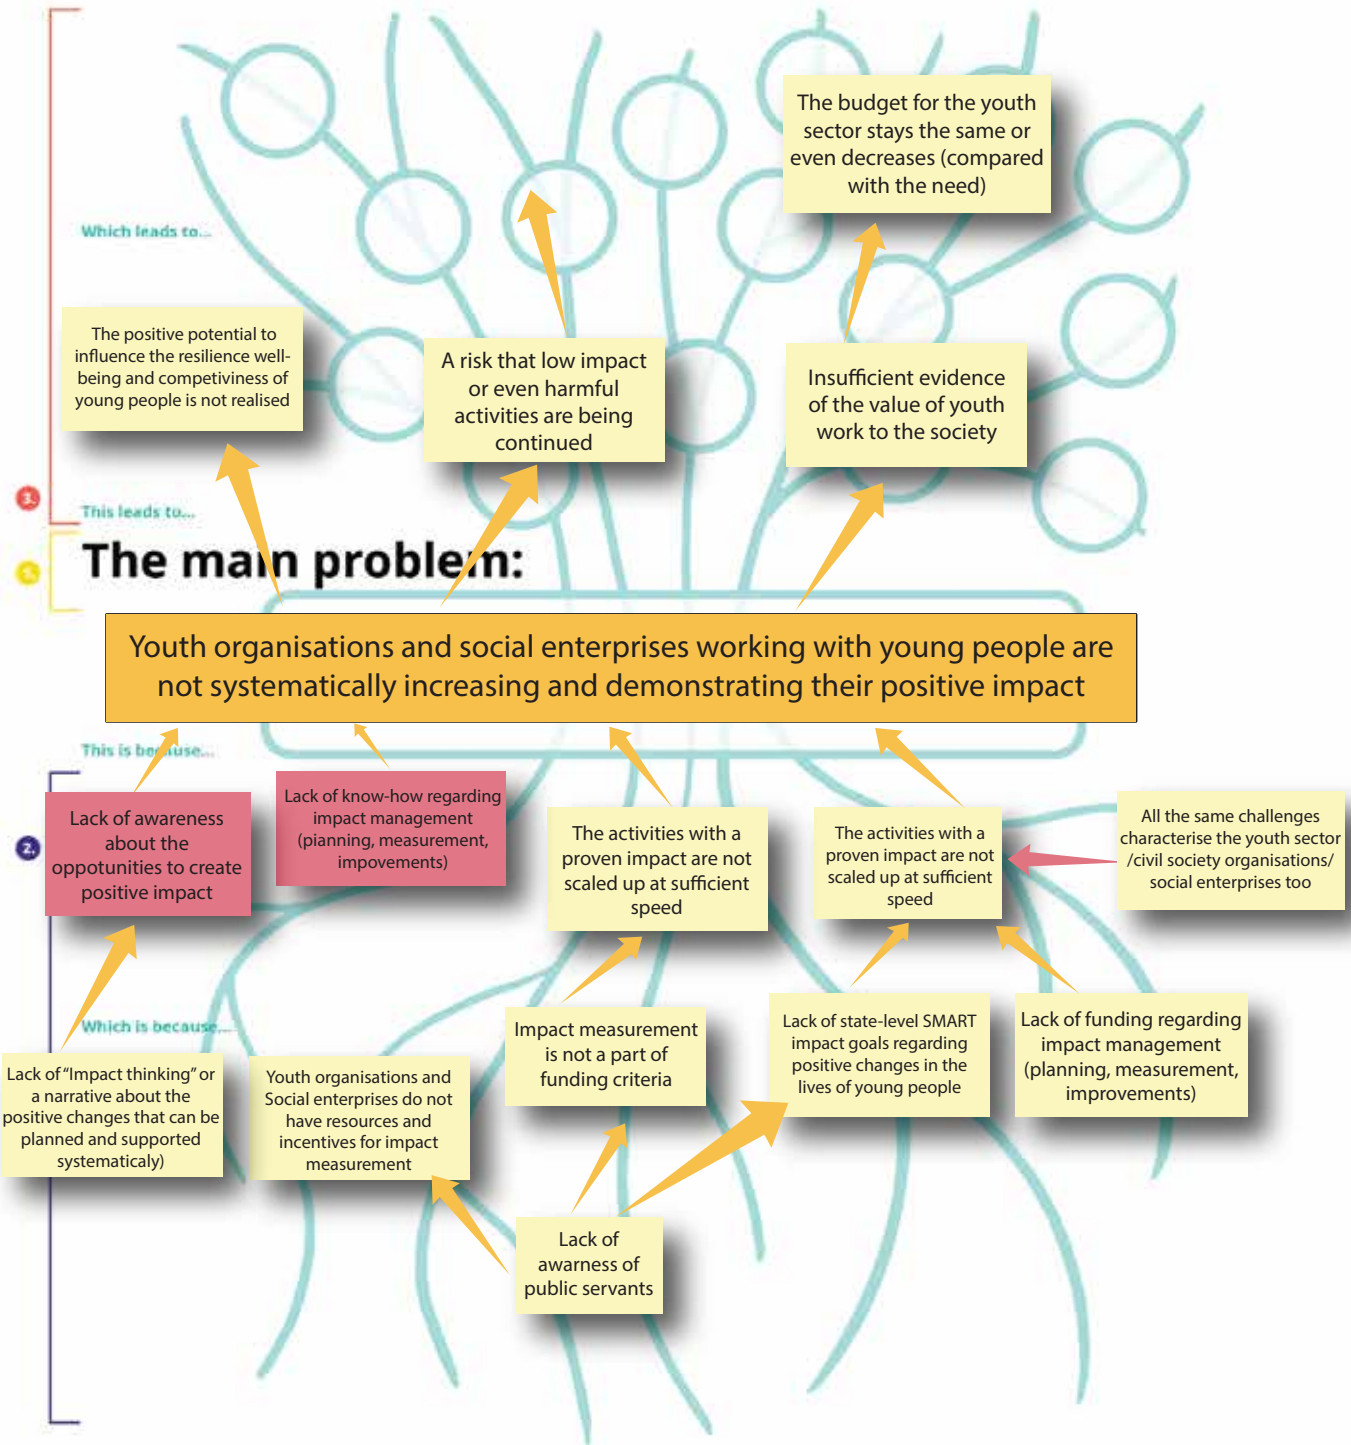 The budget for the youth
sector stays the same or
even decreases (compared
with the need)
Which leads to...
The positive potential to
influence the resilience well-
being and competiviness of
young people is not realised
A risk that low impact
or even harmful
activities are being
continued
Insufficient evidence
of the value of youth
work to the society
3.
This leads to...
1.
The main problem:
Youth organisations and social enterprises working with young people are
not systematically increasing and demonstrating their positive impact
This is because...
2.
Lack of awareness
about the
oppotunities to create
positive impact
Lack of know-how regarding
impact management
(planning, measurement,
impovements)
The activities with a
proven impact are not
scaled up at sufficient
speed
The activities with a
proven impact are not
scaled up at sufficient
speed
All the same challenges
characterise the youth sector
/civil society organisations/
social enterprises too
Which is because...
Lack of “Impact thinking” or
a narrative about the
positive changes that can be
planned and supported
systematicaly)
Youth organisations and
Social enterprises do not
have resources and
incentives for impact
measurement
Impact measurement
is not a part of
funding criteria
Lack of state-level SMART
impact goals regarding
positive changes in the
lives of young people
Lack of funding regarding
impact management
(planning, measurement,
improvements)
Lack of
awarness of
public servants